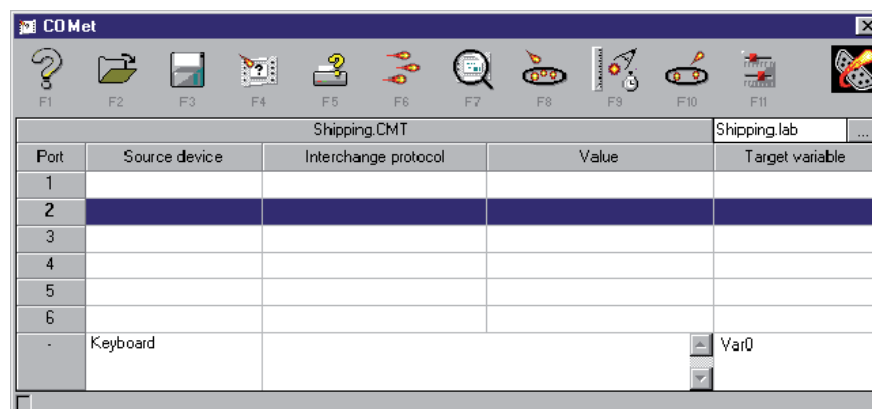 COMet
F1 F2 F3 F4 F5 F6 F7 F8 F9 F10 F11
Shipping.CMT Shipping.lab ...
Port Source device Interchange protocol Value Target variable
1
2
3
4
5
6
- Keyboard Var0